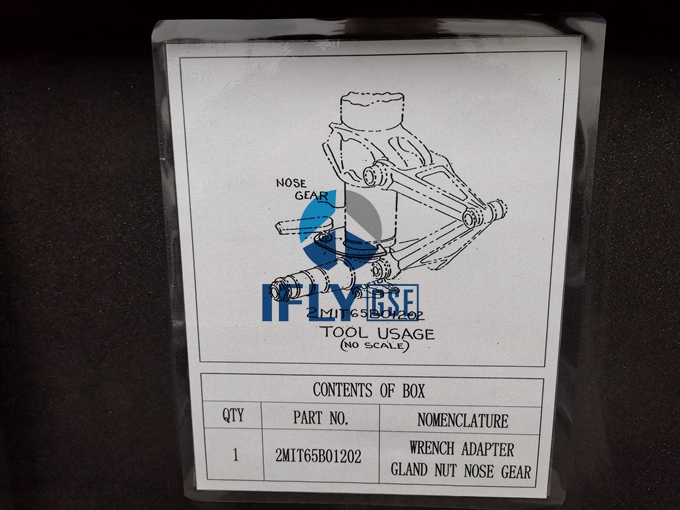 NOSE
GEAR
IFLY GSE
2MIT65B01202
TOOL USAGE
(NO SCALE)
CONTENTS OF BOX
QTY PART NO. NOMENCLATURE
1 2MIT65B01202 WRENCH ADAPTER
GLAND NUT NOSE GEAR